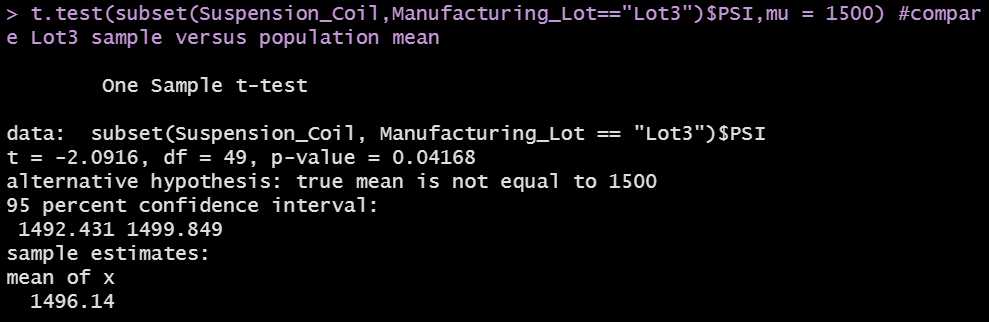 > t.test(subset(Suspension_Coil,Manufacturing_Lot=="Lot3")$PSI,mu = 1500) #compar
e Lot3 sample versus population mean
One Sample t-test
data:  subset(Suspension_Coil, Manufacturing_Lot == "Lot3")$PSI
t = -2.0916, df = 49, p-value = 0.04168
alternative hypothesis: true mean is not equal to 1500
95 percent confidence interval:
1492.431 1499.849
sample estimates:
mean of x
1496.14